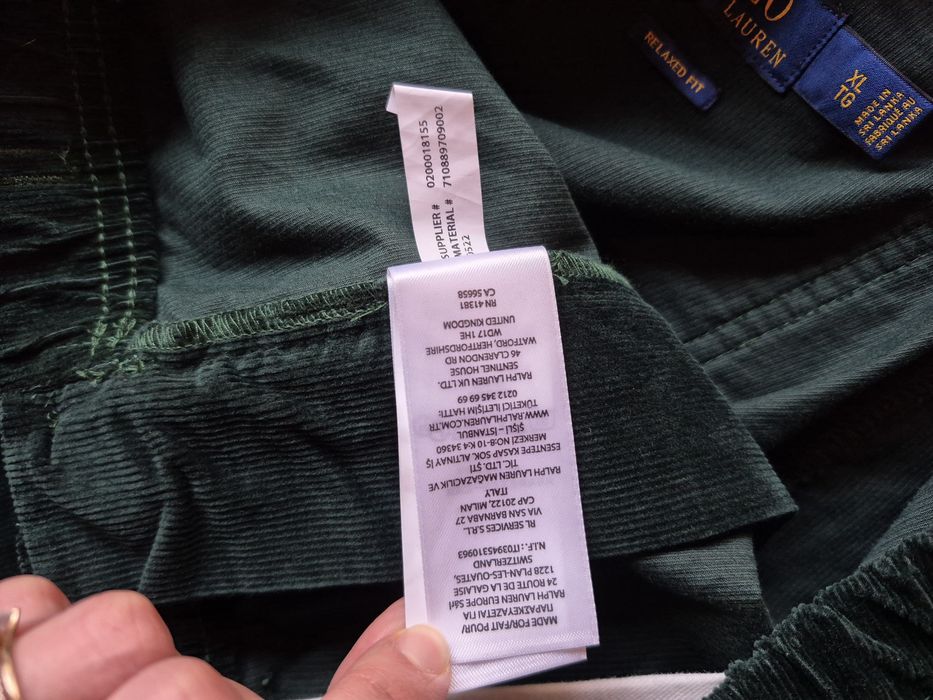 LAUREN
RELAXED FIT
XL
TG
MADE IN
SRI LANKA
FABRIQUÉ AU
SRI LANKA
SUPPLIER # 0200018155
MATERIAL # 710889709002
0522
MADE FOR/FAIT POUR/
ΠΑΡΑΣΚΕΥΑΖΕΤΑΙ ΓΙΑ
RALPH LAUREN EUROPE Sàrl
24 ROUTE DE LA GALAISE
1228 PLAN-LES-OUATES,
SWITZERLAND
N.I.F.: IT03945310963
RL SERVICES S.R.L.
VIA SAN BARNABA 27
CAP 20122, MILAN
ITALY
RALPH LAUREN MAĞAZACILIK VE
TİC. LTD. ŞTİ
ESENTEPE KASAP SOK. ALTINAY İŞ
MERKEZİ NO:8-10 K:4 34360
ŞİŞLİ – İSTANBUL
WWW.RALPHLAUREN.COM.TR
TÜKETİCİ İLETİŞİM HATTI:
0212 345 69 69
RALPH LAUREN UK LTD.
SENTINEL HOUSE
46 CLARENDON RD
WATFORD, HERTFORDSHIRE
WD17 1HE
UNITED KINGDOM
RN 41381
CA 56658